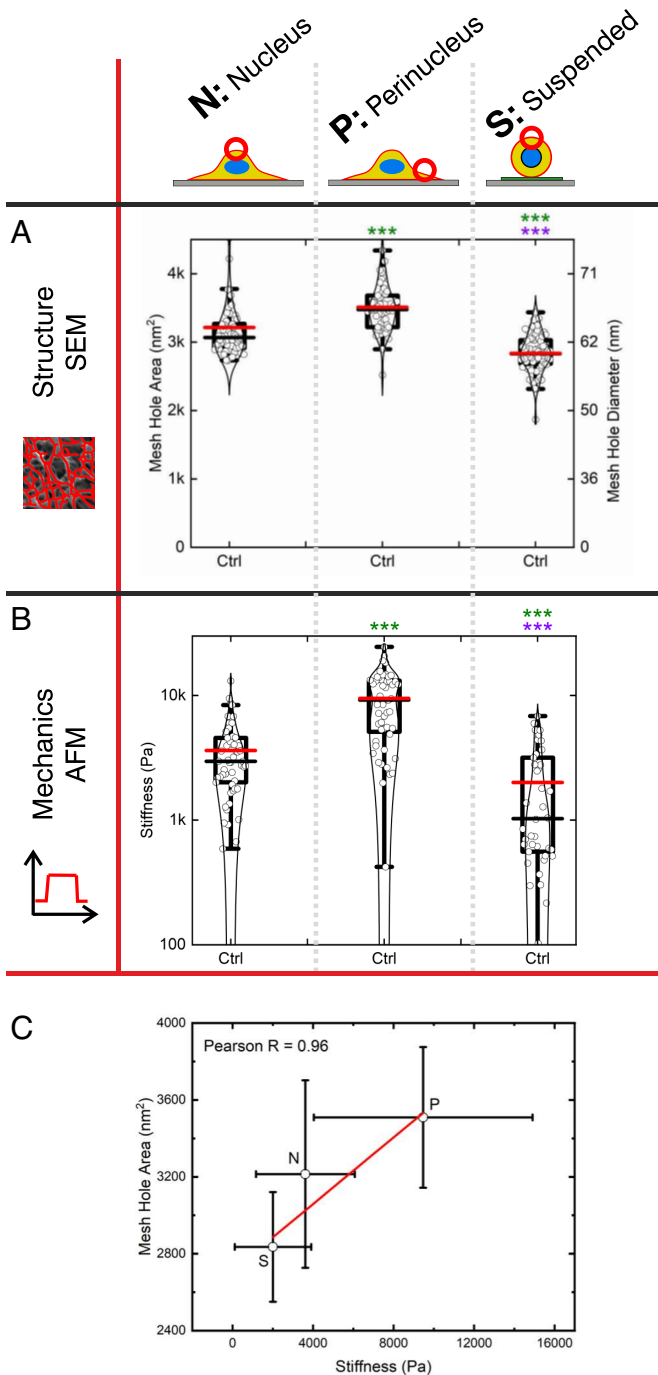 N: Nucleus
P: Perinucleus
S: Suspended
A
Structure
SEM
***
***
***
Mesh Hole Area (nm²)
4k
3k
2k
1k
0
71
62
50
36
0
Mesh Hole Diameter (nm)
Ctrl
Ctrl
Ctrl
B
Mechanics
AFM
***
***
***
Stiffness (Pa)
10k
1k
100
Ctrl
Ctrl
Ctrl
C
Pearson R = 0.96
Mesh Hole Area (nm²)
4000
3600
3200
2800
2400
P
N
S
0
4000
8000
12000
16000
Stiffness (Pa)